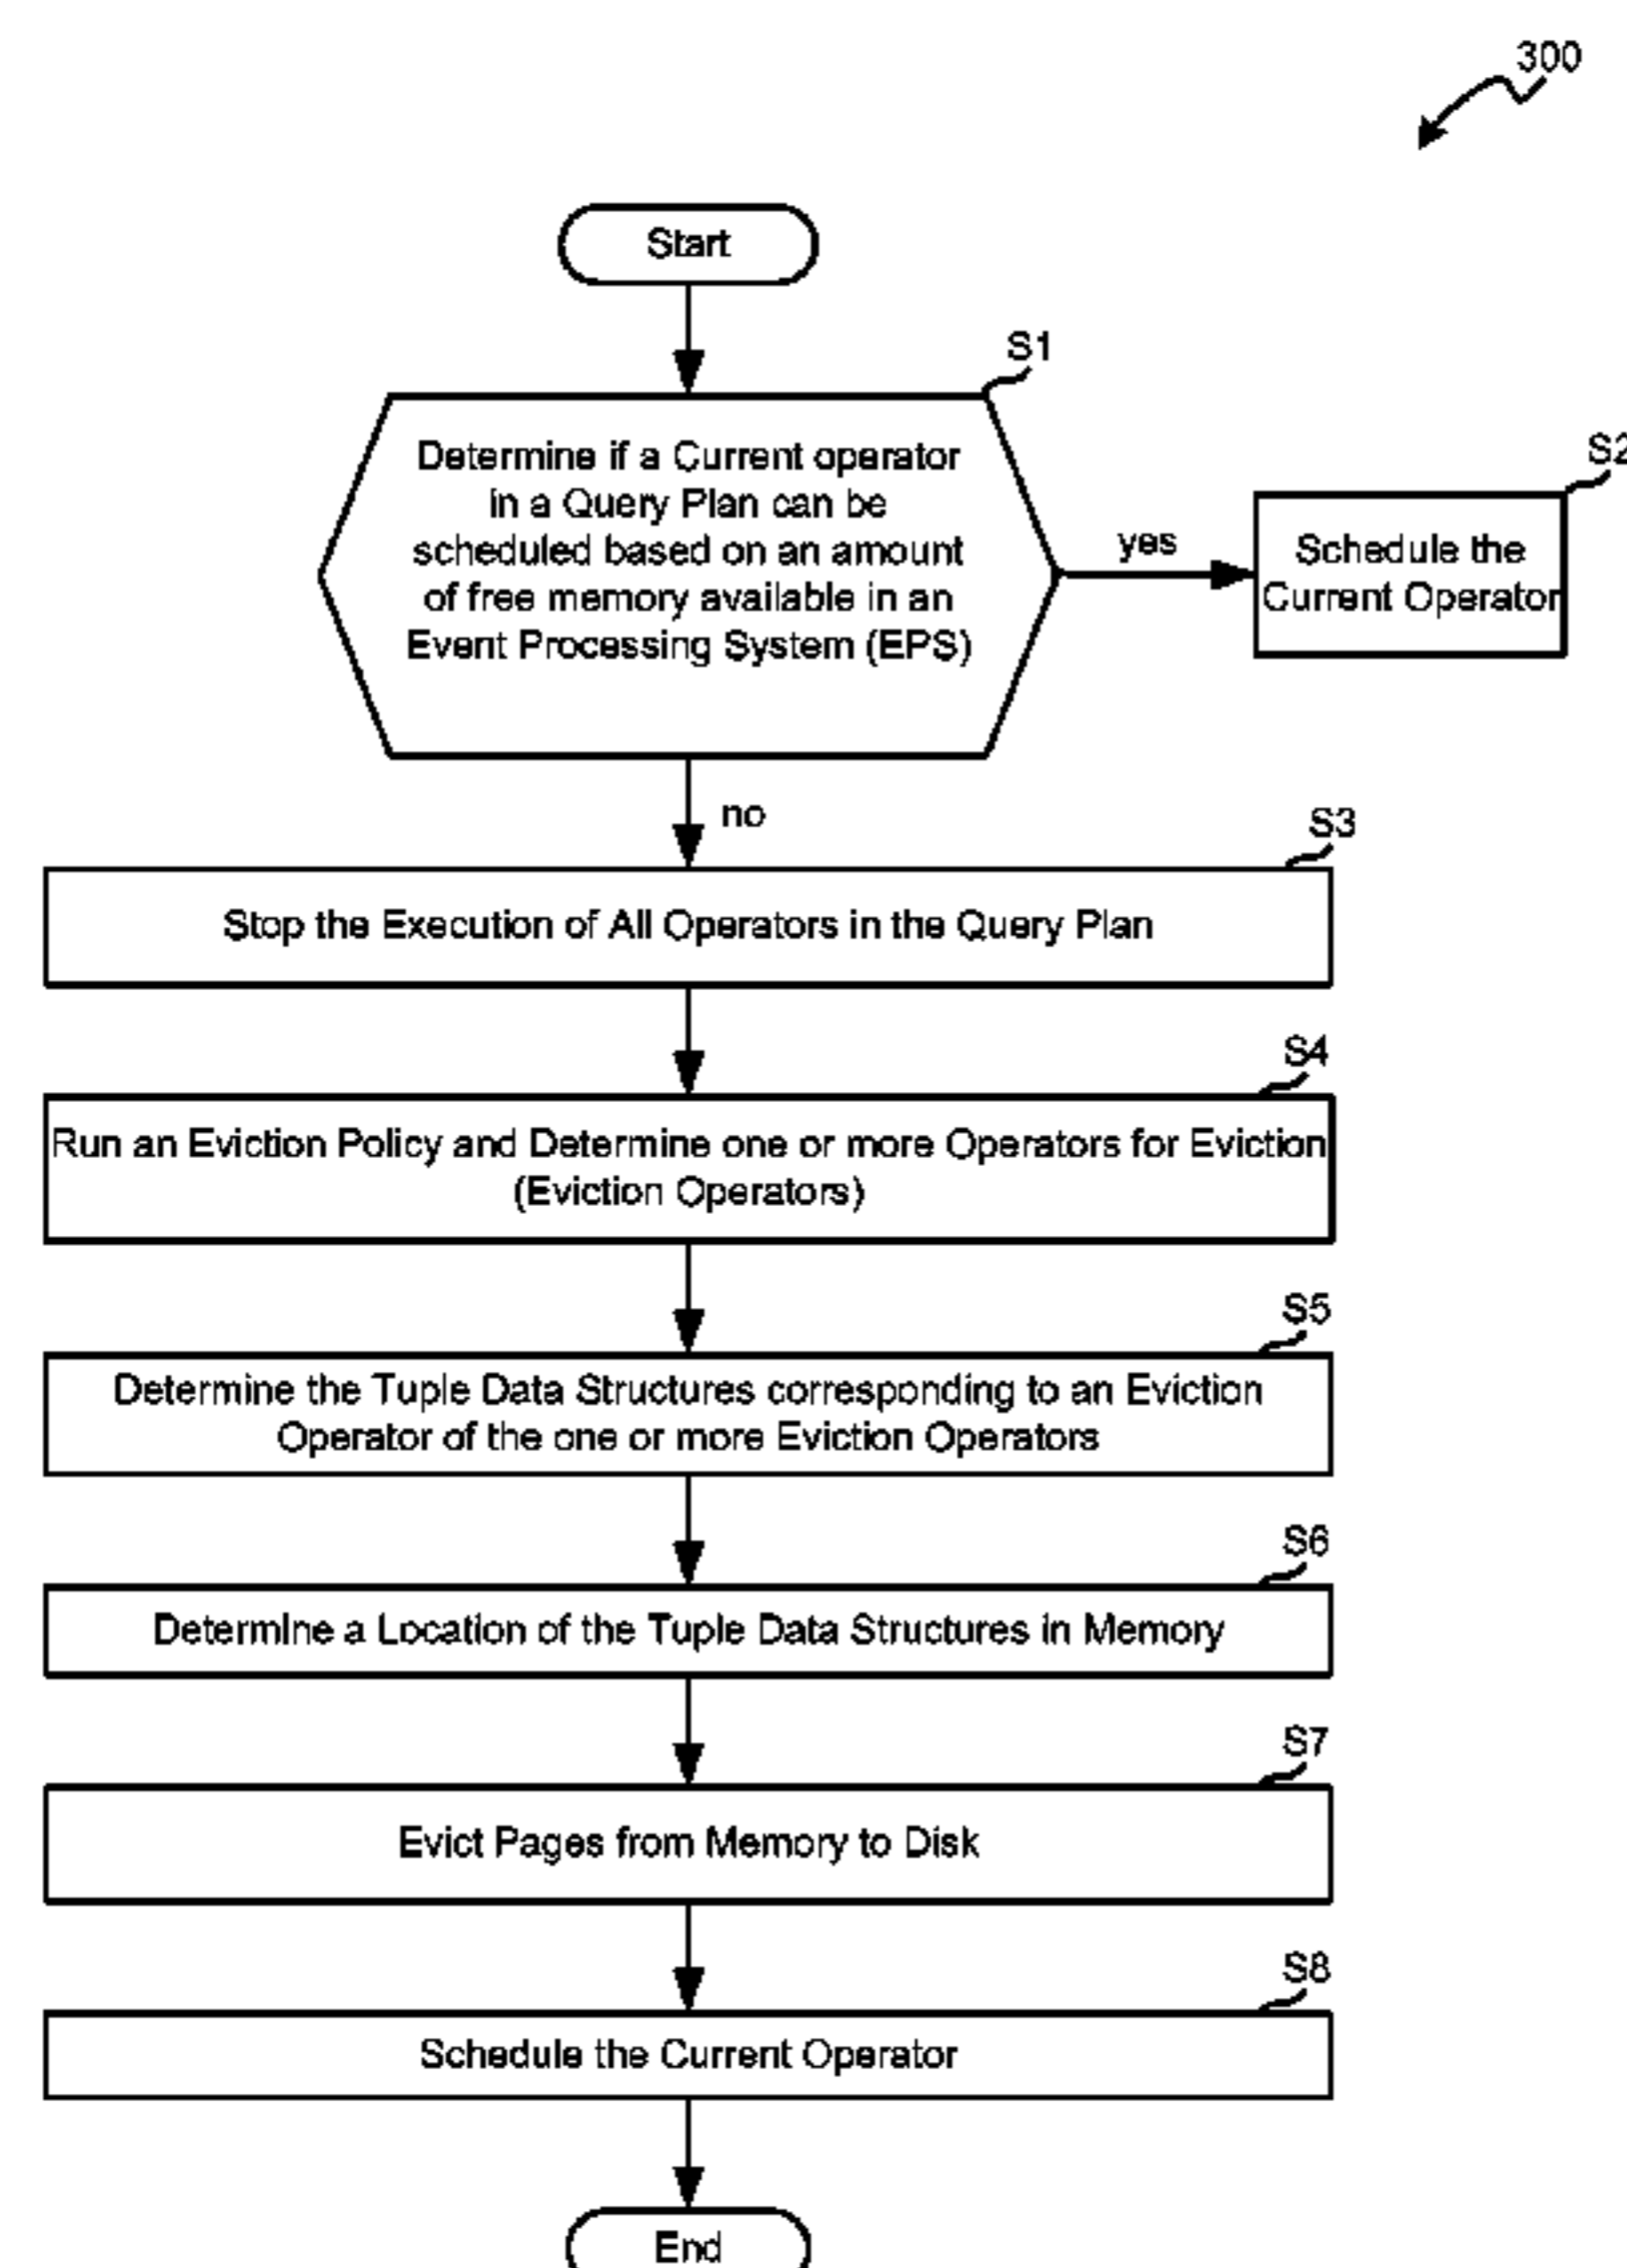 300
Start
S1
Determine if a Current operator
in a Query Plan can be
scheduled based on an amount
of free memory available in an
Event Processing System (EPS)
yes
S2
Schedule the
Current Operator
no
S3
Stop the Execution of All Operators in the Query Plan
S4
Run an Eviction Policy and Determine one or more Operators for Eviction
(Eviction Operators)
S5
Determine the Tuple Data Structures corresponding to an Eviction
Operator of the one or more Eviction Operators
S6
Determine a Location of the Tuple Data Structures in Memory
S7
Evict Pages from Memory to Disk
S8
Schedule the Current Operator
End